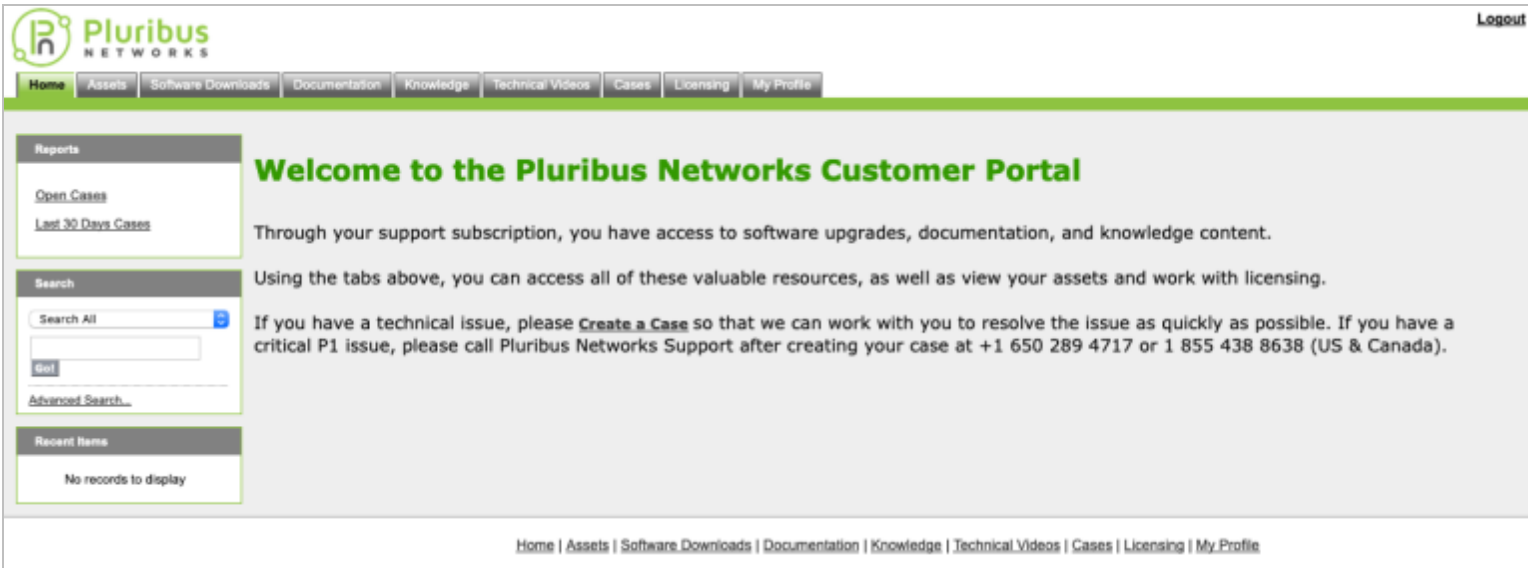 Pluribus
NETWORKS
Logout
Home Assets Software Downloads Documentation Knowledge Technical Videos Cases Licensing My Profile
Reports
Open Cases
Last 30 Days Cases
Search
Search All
Go!
Advanced Search...
Recent Items
No records to display
Welcome to the Pluribus Networks Customer Portal
Through your support subscription, you have access to software upgrades, documentation, and knowledge content.
Using the tabs above, you can access all of these valuable resources, as well as view your assets and work with licensing.
If you have a technical issue, please Create a Case so that we can work with you to resolve the issue as quickly as possible. If you have a
critical P1 issue, please call Pluribus Networks Support after creating your case at +1 650 289 4717 or 1 855 438 8638 (US & Canada).
Home | Assets | Software Downloads | Documentation | Knowledge | Technical Videos | Cases | Licensing | My Profile